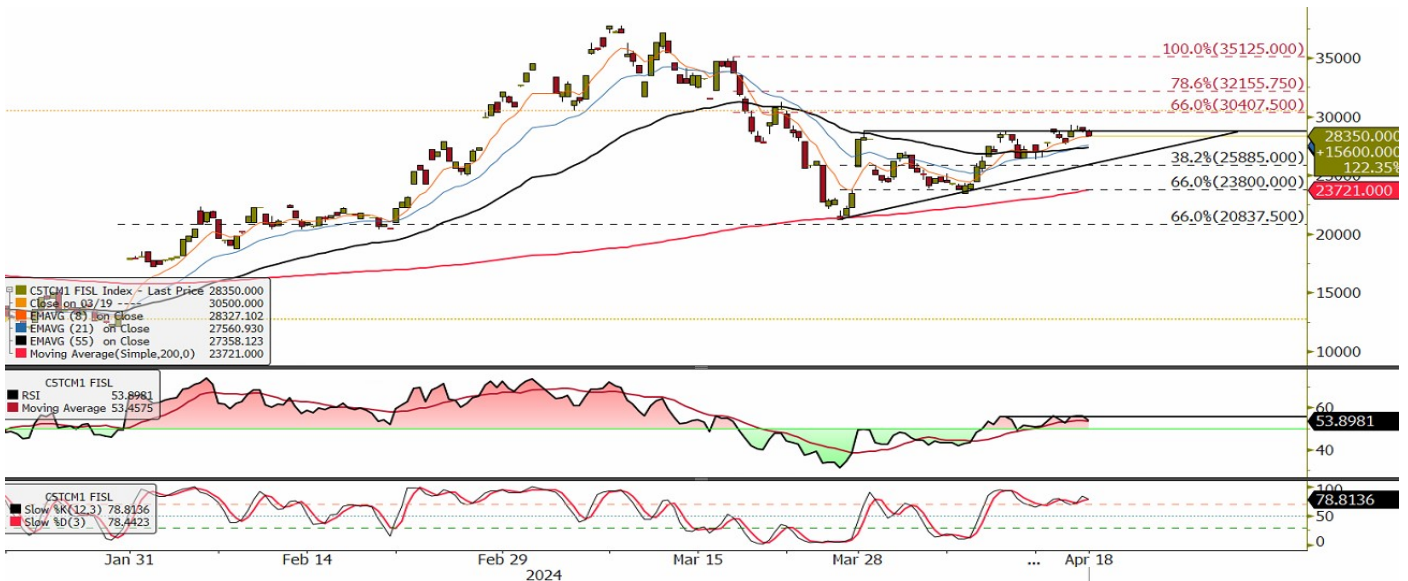 100.0%(35125.000)
78.6%(32155.750)
66.0%(30407.500)
38.2%(25885.000)
66.0%(23800.000)
66.0%(20837.500)
35000
30000
28350.000
+15600.000
122.35%
23721.000
20000
15000
10000
CSTCM1 FISL Index - Last Price 28350.000
Close on 03/19 ---- 30500.000
EMAVG (8) on Close 28327.102
EMAVG (21) on Close 27560.930
EMAVG (55) on Close 27358.123
Moving Average(Simple,200,0) 23721.000
CSTCM1 FISL
RSI 53.8981
Moving Average 53.4575
60
53.8981
40
CSTCM1 FISL
Slow %K(12,3) 78.8136
Slow %D(3) 78.4423
100
78.8136
50
0
Jan 31 Feb 14 Feb 29 Mar 15 Mar 28 ... Apr 18
2024